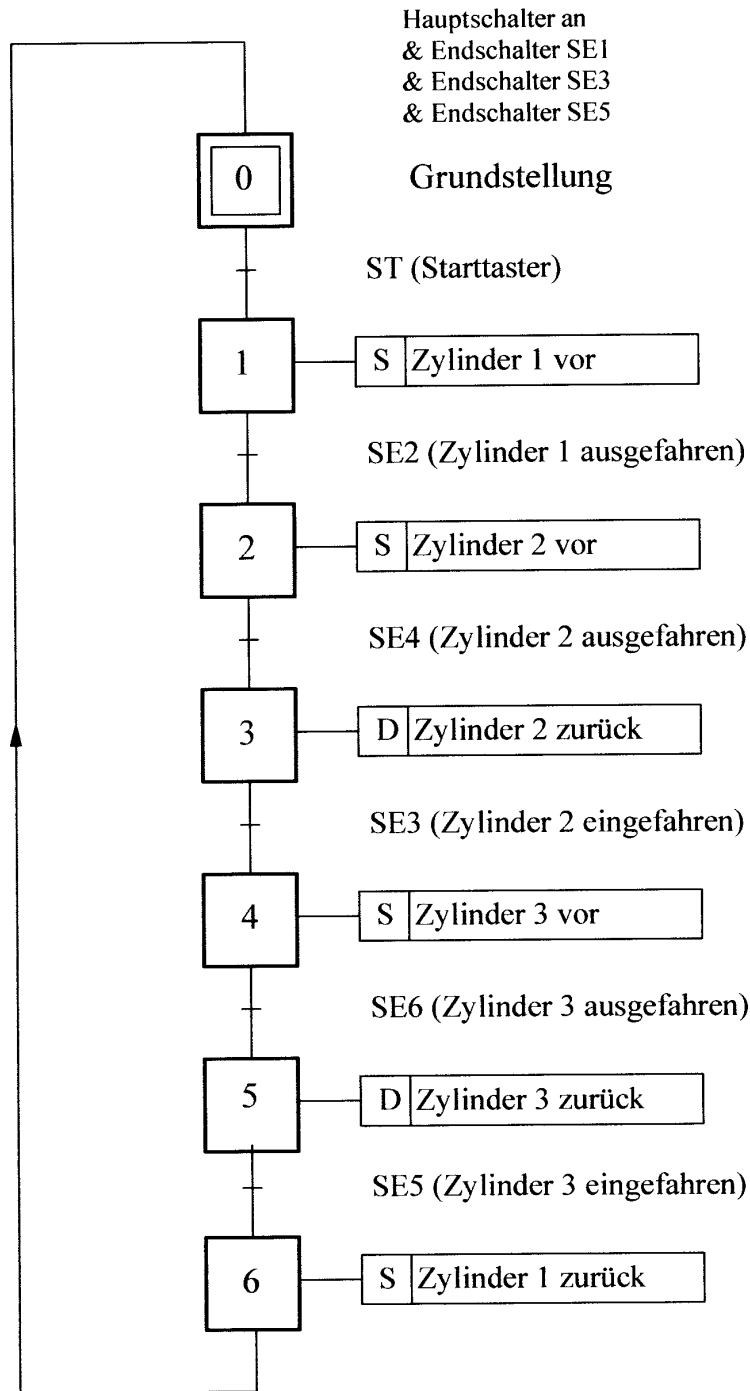 Hauptschalter an
& Endschalter SE1
& Endschalter SE3
& Endschalter SE5
0
Grundstellung
ST (Starttaster)
1
S Zylinder 1 vor
SE2 (Zylinder 1 ausgefahren)
2
S Zylinder 2 vor
SE4 (Zylinder 2 ausgefahren)
3
D Zylinder 2 zurück
SE3 (Zylinder 2 eingefahren)
4
S Zylinder 3 vor
SE6 (Zylinder 3 ausgefahren)
5
D Zylinder 3 zurück
SE5 (Zylinder 3 eingefahren)
6
S Zylinder 1 zurück